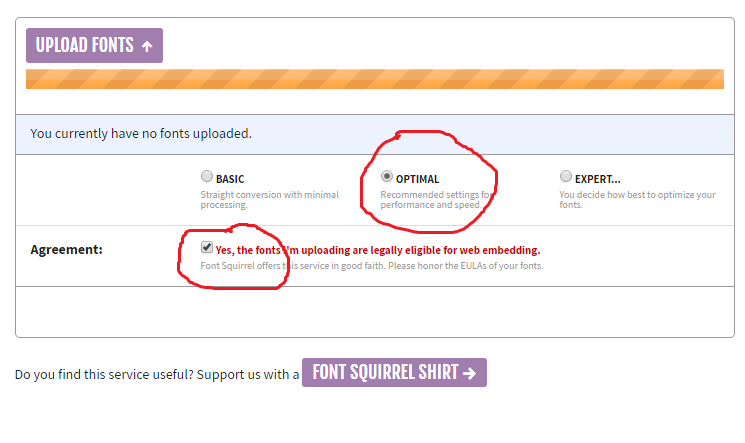 UPLOAD FONTS ↑
You currently have no fonts uploaded.
BASIC
Straight conversion with minimal
processing.
OPTIMAL
Recommended settings for
performance and speed.
EXPERT...
You decide how best to optimize your
fonts.
Agreement:
Yes, the fonts I'm uploading are legally eligible for web embedding.
Font Squirrel offers this service in good faith. Please honor the EULAs of your fonts.
Do you find this service useful? Support us with a FONT SQUIRREL SHIRT →